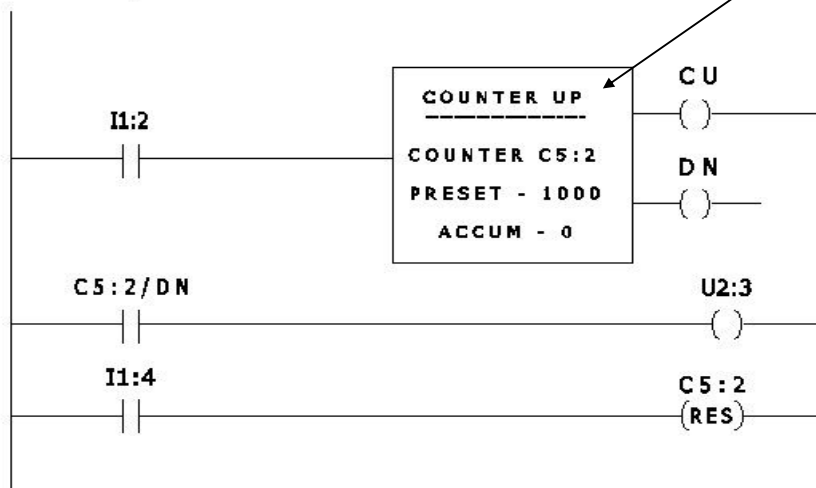 CU
COUNTER UP
I1:2
COUNTER C5:2
DN
PRESET - 1000
ACCUM - 0
C5:2/DN
U2:3
I1:4
C5:2
(RES)